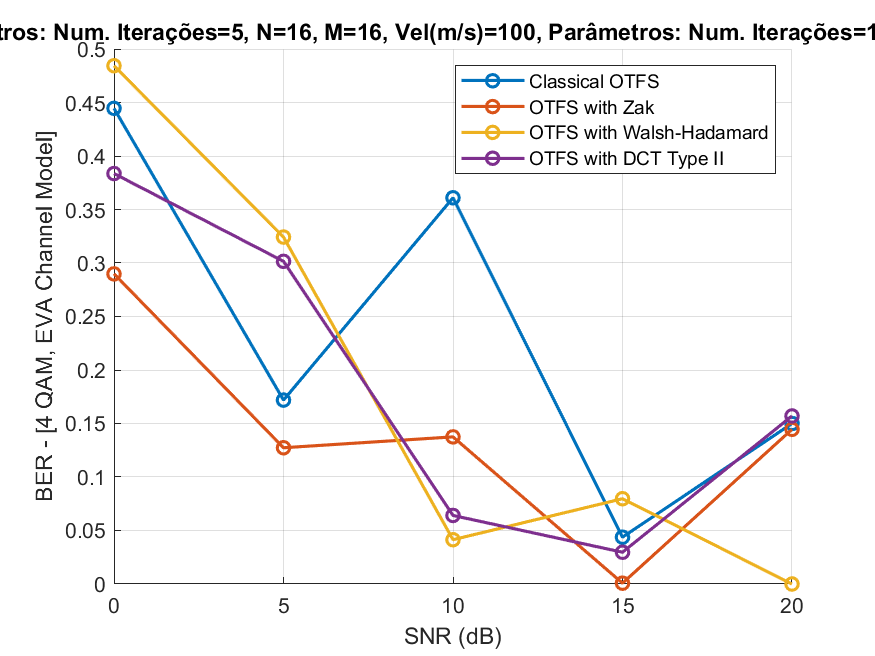 tros: Num. Iterações=5, N=16, M=16, Vel(m/s)=100, Parâmetros: Num. Iterações=1
BER - [4 QAM, EVA Channel Model]
0.5
0.45
0.4
0.35
0.3
0.25
0.2
0.15
0.1
0.05
0
Classical OTFS
OTFS with Zak
OTFS with Walsh-Hadamard
OTFS with DCT Type II
0 5 10 15 20
SNR (dB)